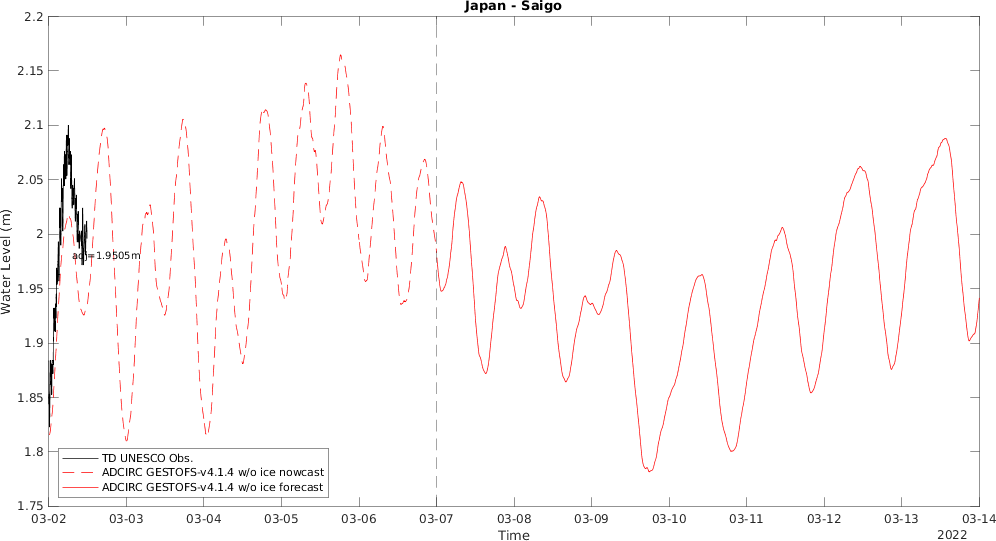 Japan - Saigo
2.2
2.15
2.1
2.05
2
1.95
1.9
1.85
1.8
1.75
Water Level (m)
adj=1.9505m
TD UNESCO Obs.
ADCIRC GESTOFS-v4.1.4 w/o ice nowcast
ADCIRC GESTOFS-v4.1.4 w/o ice forecast
03-02 03-03 03-04 03-05 03-06 03-07 03-08 03-09 03-10 03-11 03-12 03-13 03-14
Time
2022